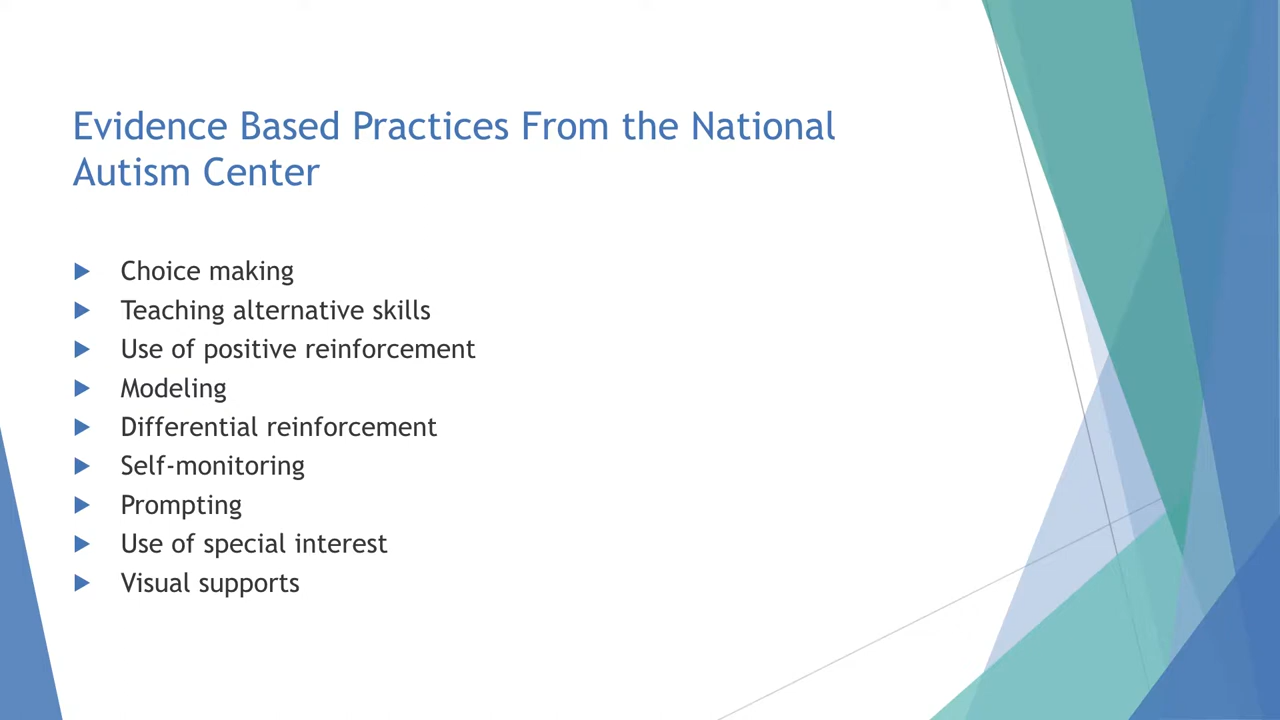 Evidence Based Practices From the National
Autism Center
Choice making
Teaching alternative skills
Use of positive reinforcement
Modeling
Differential reinforcement
Self-monitoring
Prompting
Use of special interest
Visual supports